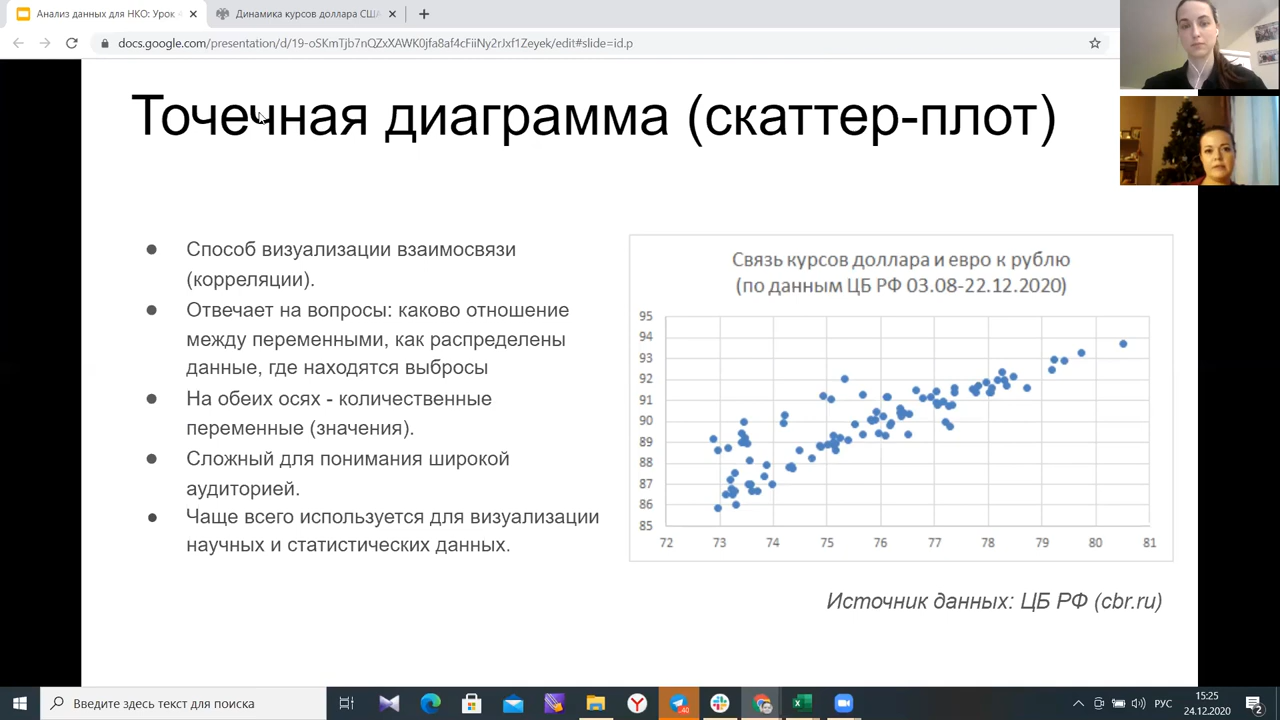 Анализ данных для НКО: Урок
Динамика курсов доллара США
docs.google.com/presentation/d/19-oSKmTjb7nQZxXAWK0jfa8af4cFiiNy2rJxf1Zeyek/edit#slide=id.p
Точечная диаграмма (скаттер-плот)
● Способ визуализации взаимосвязи
(корреляции).
● Отвечает на вопросы: каково отношение
между переменными, как распределены
данные, где находятся выбросы
● На обеих осях - количественные
переменные (значения).
● Сложный для понимания широкой
аудиторией.
● Чаще всего используется для визуализации
научных и статистических данных.
Связь курсов доллара и евро к рублю
(по данным ЦБ РФ 03.08-22.12.2020)
95
94
93
92
91
90
89
88
87
86
85
72 73 74 75 76 77 78 79 80 81
Источник данных: ЦБ РФ (cbr.ru)
Введите здесь текст для поиска
40
РУС
15:25
24.12.2020
2